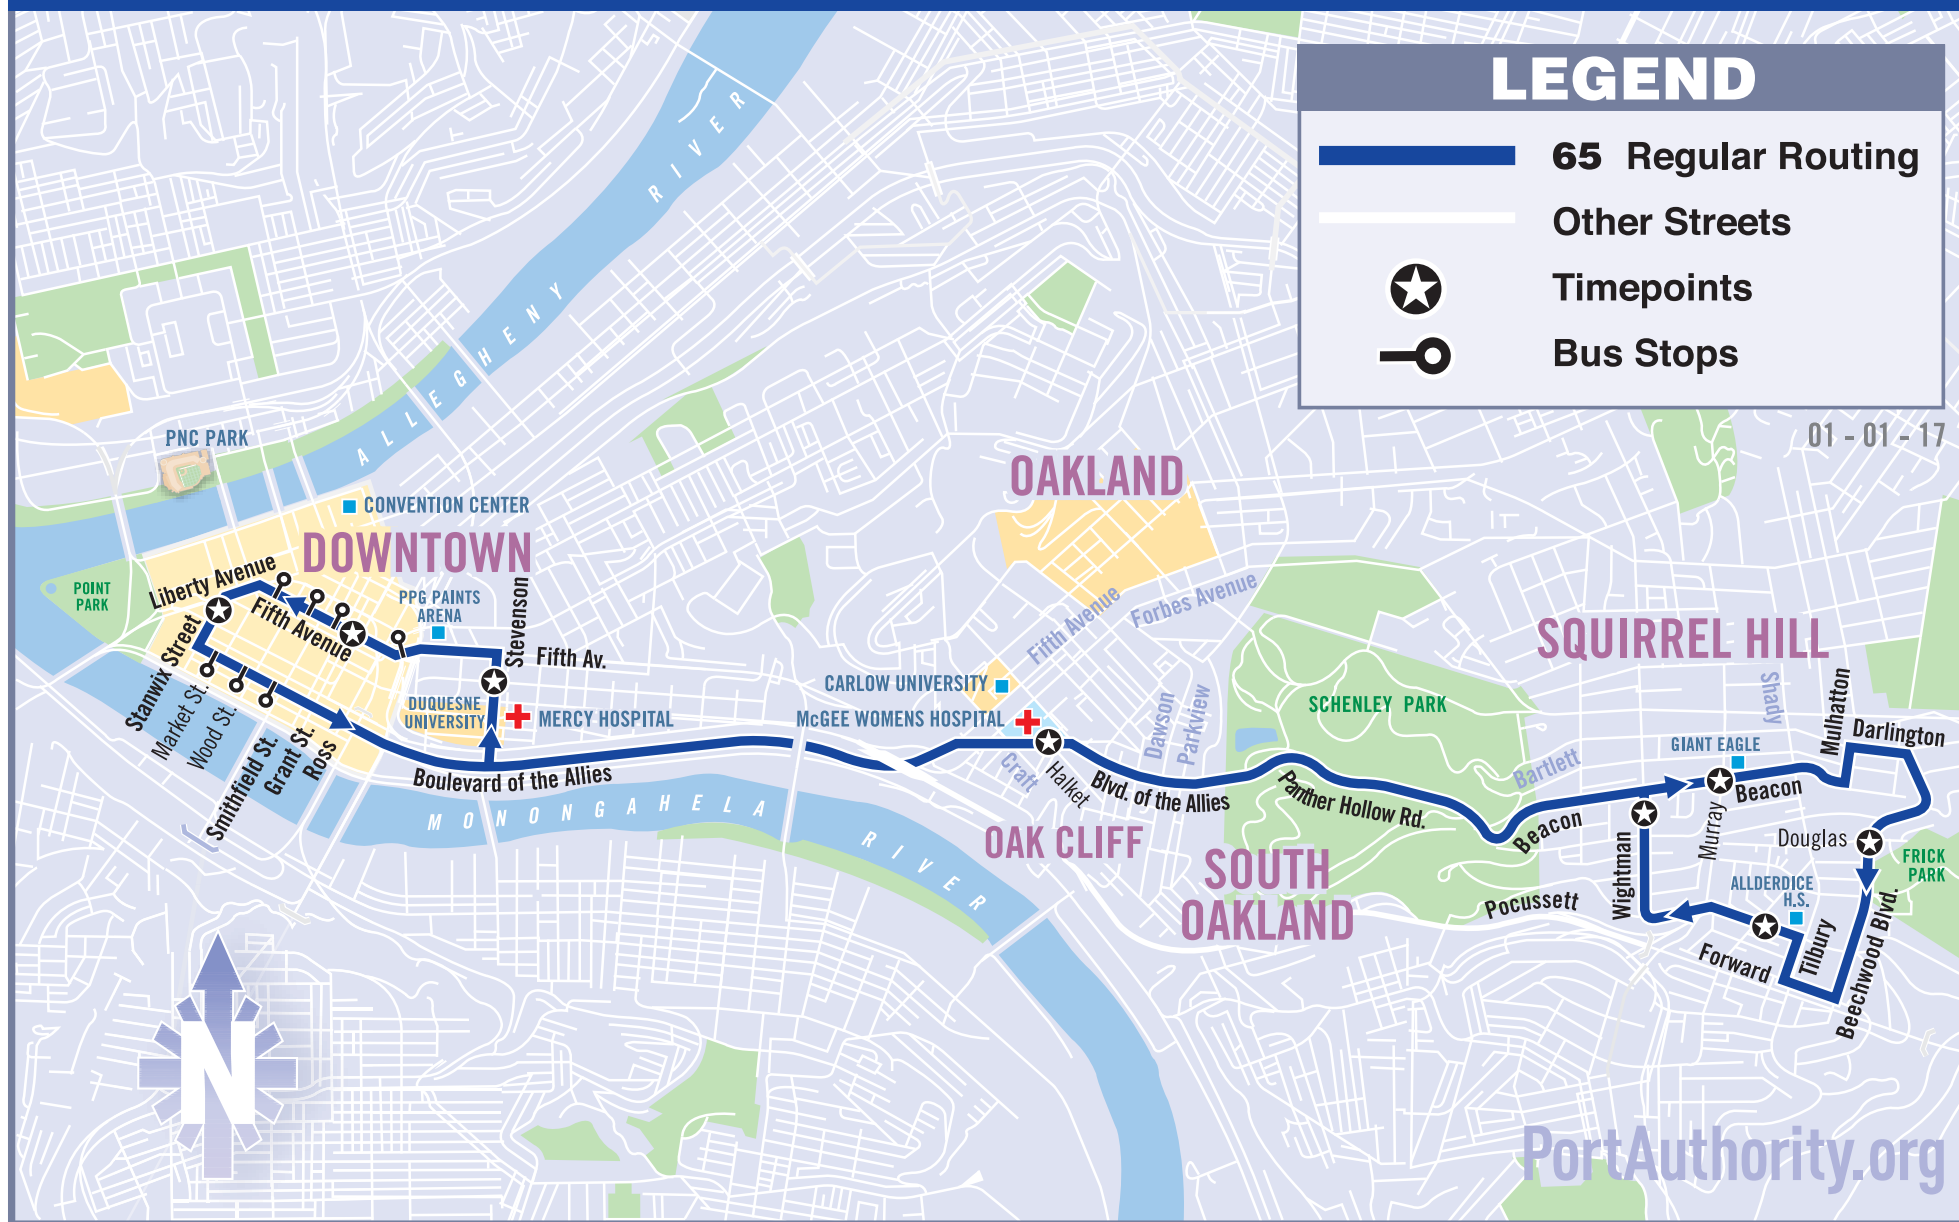 LEGEND
65 Regular Routing
Other Streets
Timepoints
Bus Stops
01 - 01 - 17
ALLEGHENY RIVER
PNC PARK
CONVENTION CENTER
DOWNTOWN
POINT
PARK
Liberty Avenue
Fifth Avenue
PPG PAINTS
ARENA
Stevenson
Fifth Av.
Stanwix Street
Market St.
Wood St.
Smithfield St.
Grant St.
Ross
DUQUESNE
UNIVERSITY
MERCY HOSPITAL
Boulevard of the Allies
MONONGAHELA RIVER
OAKLAND
Fifth Avenue
Forbes Avenue
CARLOW UNIVERSITY
McGEE WOMENS HOSPITAL
Craft
Halket
Dawson
Parkview
Blvd. of the Allies
OAK CLIFF
SOUTH
OAKLAND
SCHENLEY PARK
Panther Hollow Rd.
SQUIRREL HILL
Bartlett
Beacon
Pocussett
Wightman
Murray
GIANT EAGLE
Beacon
Shady
Mulhatton
Darlington
Douglas
FRICK
PARK
ALLDERDICE
H.S.
Forward
Tilbury
Beechwood Blvd.
N
PortAuthority.org